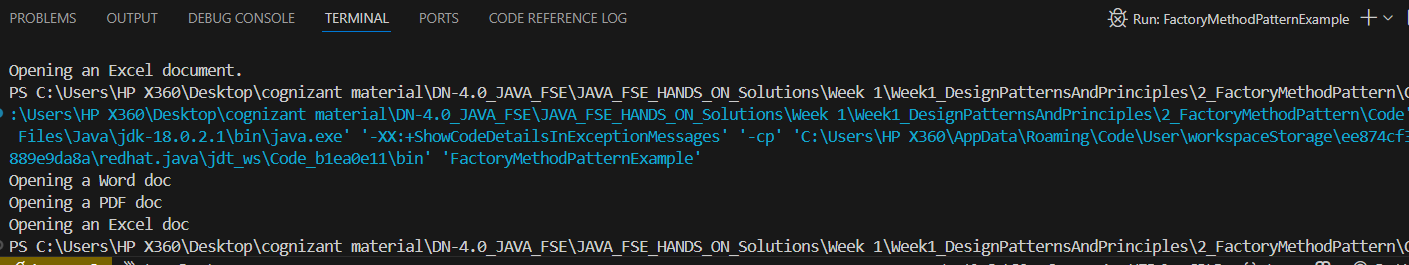 PROBLEMS OUTPUT DEBUG CONSOLE TERMINAL PORTS CODE REFERENCE LOG Run: FactoryMethodPatternExample
Opening an Excel document.
PS C:\Users\HP X360\Desktop\cognizant material\DN-4.0_JAVA_FSE\JAVA_FSE_HANDS_ON_Solutions\Week 1\Week1_DesignPatternsAndPrinciples\2_FactoryMethodPattern\
:\Users\HP X360\Desktop\cognizant material\DN-4.0_JAVA_FSE\JAVA_FSE_HANDS_ON_Solutions\Week 1\Week1_DesignPatternsAndPrinciples\2_FactoryMethodPattern\Code'
Files\Java\jdk-18.0.2.1\bin\java.exe' '-XX:+ShowCodeDetailsInExceptionMessages' '-cp' 'C:\Users\HP X360\AppData\Roaming\Code\User\workspaceStorage\ee874cf3
889e9da8a\redhat.java\jdt_ws\Code_b1ea0e11\bin' 'FactoryMethodPatternExample'
Opening a Word doc
Opening a PDF doc
Opening an Excel doc
PS C:\Users\HP X360\Desktop\cognizant material\DN-4.0_JAVA_FSE\JAVA_FSE_HANDS_ON_Solutions\Week 1\Week1_DesignPatternsAndPrinciples\2_FactoryMethodPattern\